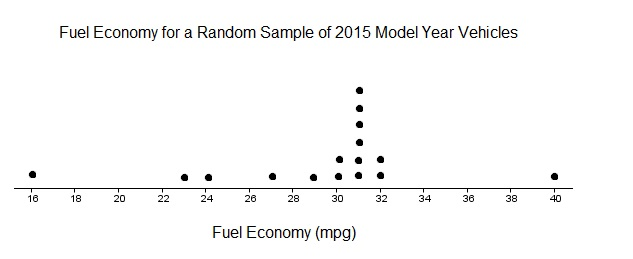 Fuel Economy for a Random Sample of 2015 Model Year Vehicles
16 18 20 22 24 26 28 30 32 34 36 38 40
Fuel Economy (mpg)